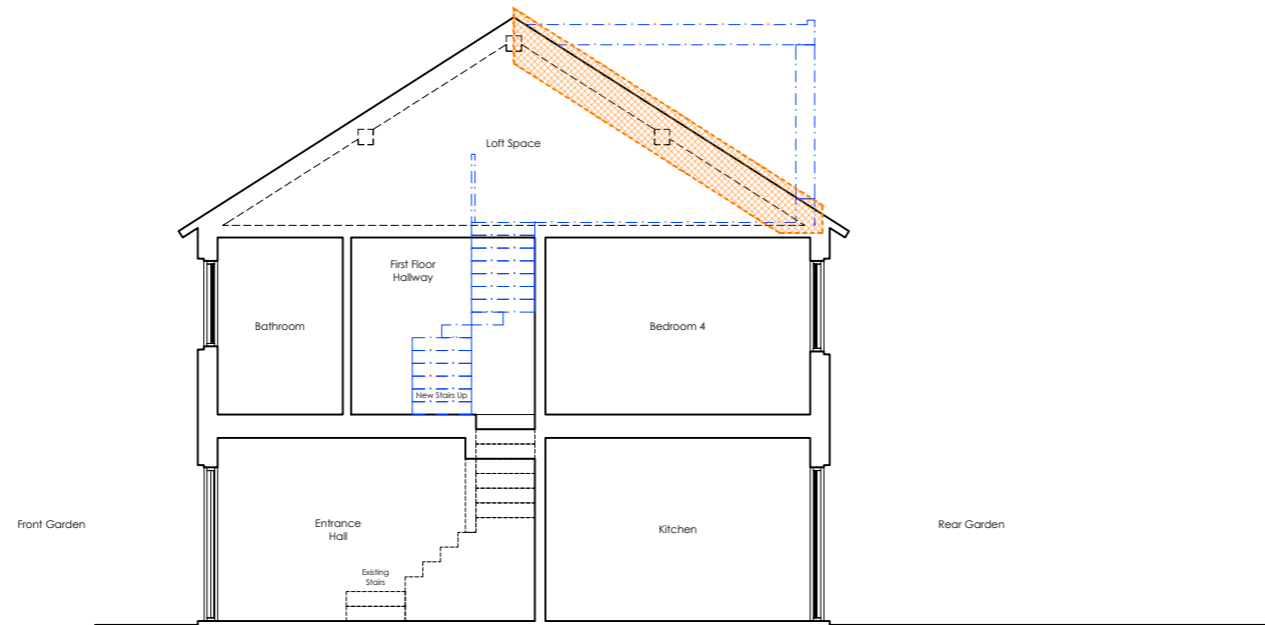 Loft Space
First Floor
Hallway
Bathroom
Bedroom 4
New Stairs Up
Front Garden
Entrance
Hall
Kitchen
Rear Garden
Existing
Stairs